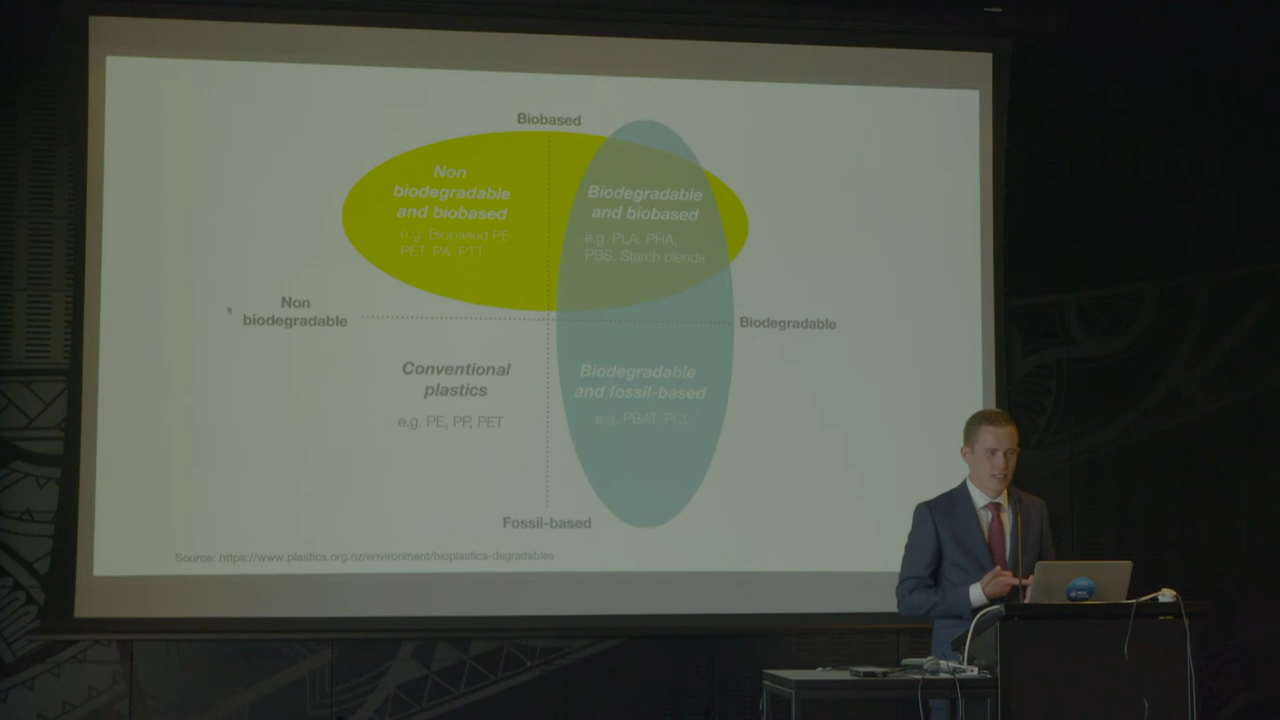 Biobased
Non
biodegradable
and biobased
e.g. Biobased PE
PET, PA, PTT
Biodegradable
and biobased
e.g. PLA, PHA,
PBS, Starch blends
Non
biodegradable
Biodegradable
Conventional
plastics
e.g. PE, PP, PET
Biodegradable
and fossil-based
e.g. PBAT, PCL
Fossil-based
Source: https://www.plastics.org.nz/environment/bioplastics-degradables